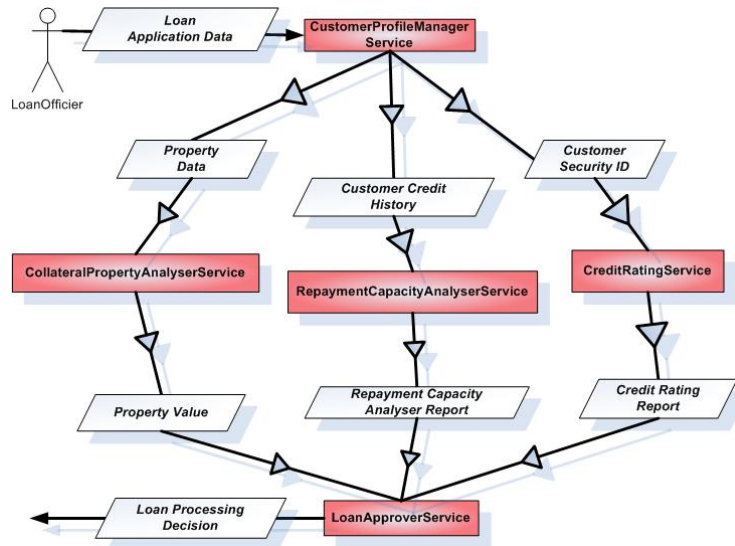 Loan
Application Data
CustomerProfileManager
Service
LoanOfficier
Property
Data
Customer Credit
History
Customer
Security ID
CollateralPropertyAnalyserService
RepaymentCapacityAnalyserService
CreditRatingService
Property Value
Repayment Capacity
Analyser Report
Credit Rating
Report
Loan Processing
Decision
LoanApproverService